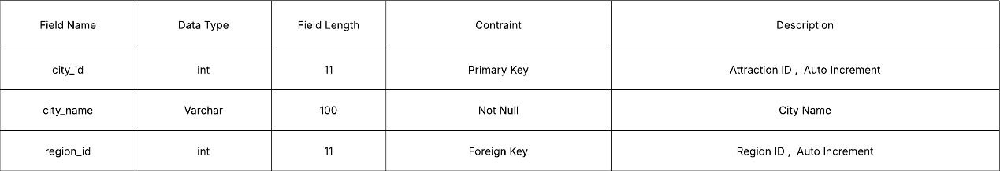 Field Name Data Type Field Length Contraint Description
city_id int 11 Primary Key Attraction ID , Auto Increment
city_name Varchar 100 Not Null City Name
region_id int 11 Foreign Key Region ID , Auto Increment